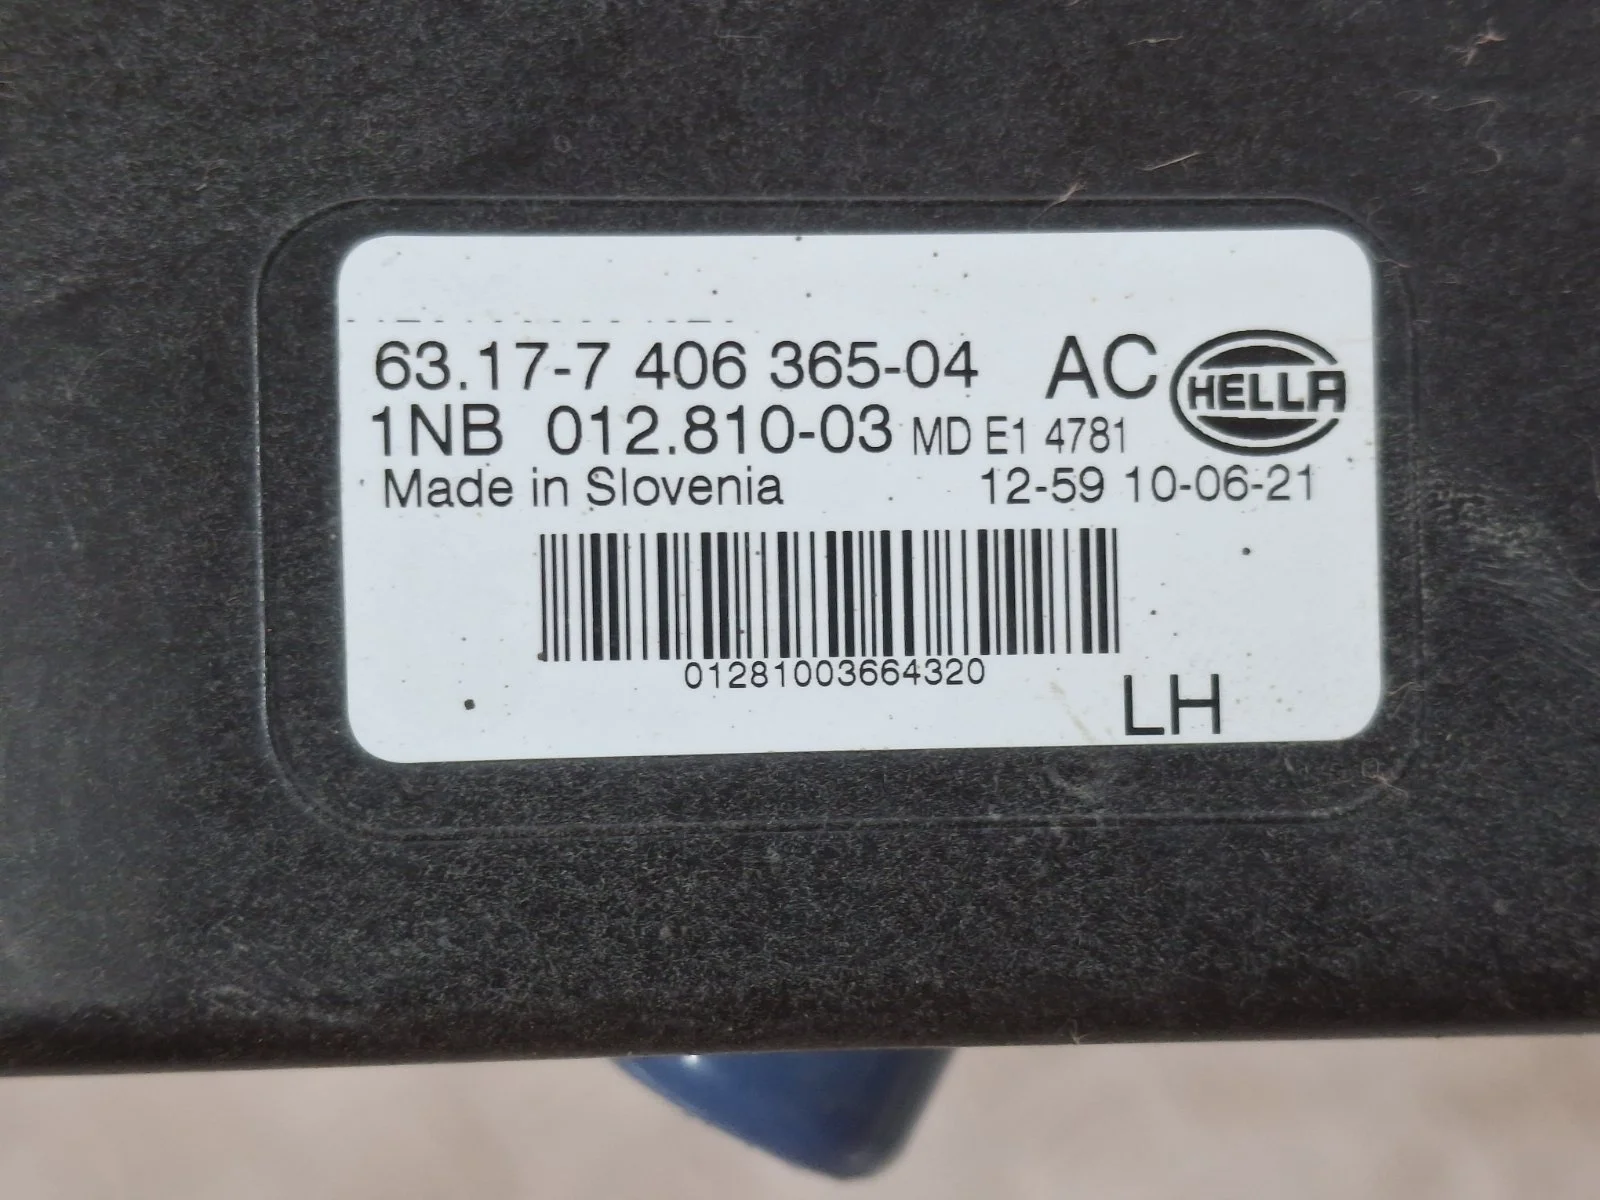 63.17-7 406 365-04 AC HELLA
1NB 012.810-03 MD E1 4781
Made in Slovenia 12-59 10-06-21
01281003664320
LH